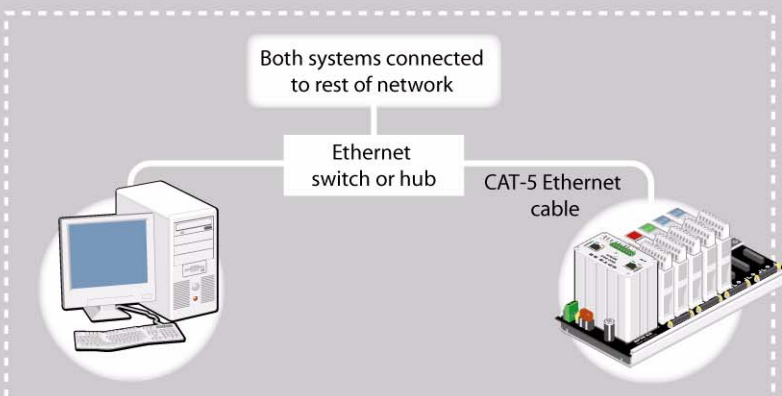 Both systems connected
to rest of network
Ethernet
switch or hub
CAT-5 Ethernet
cable